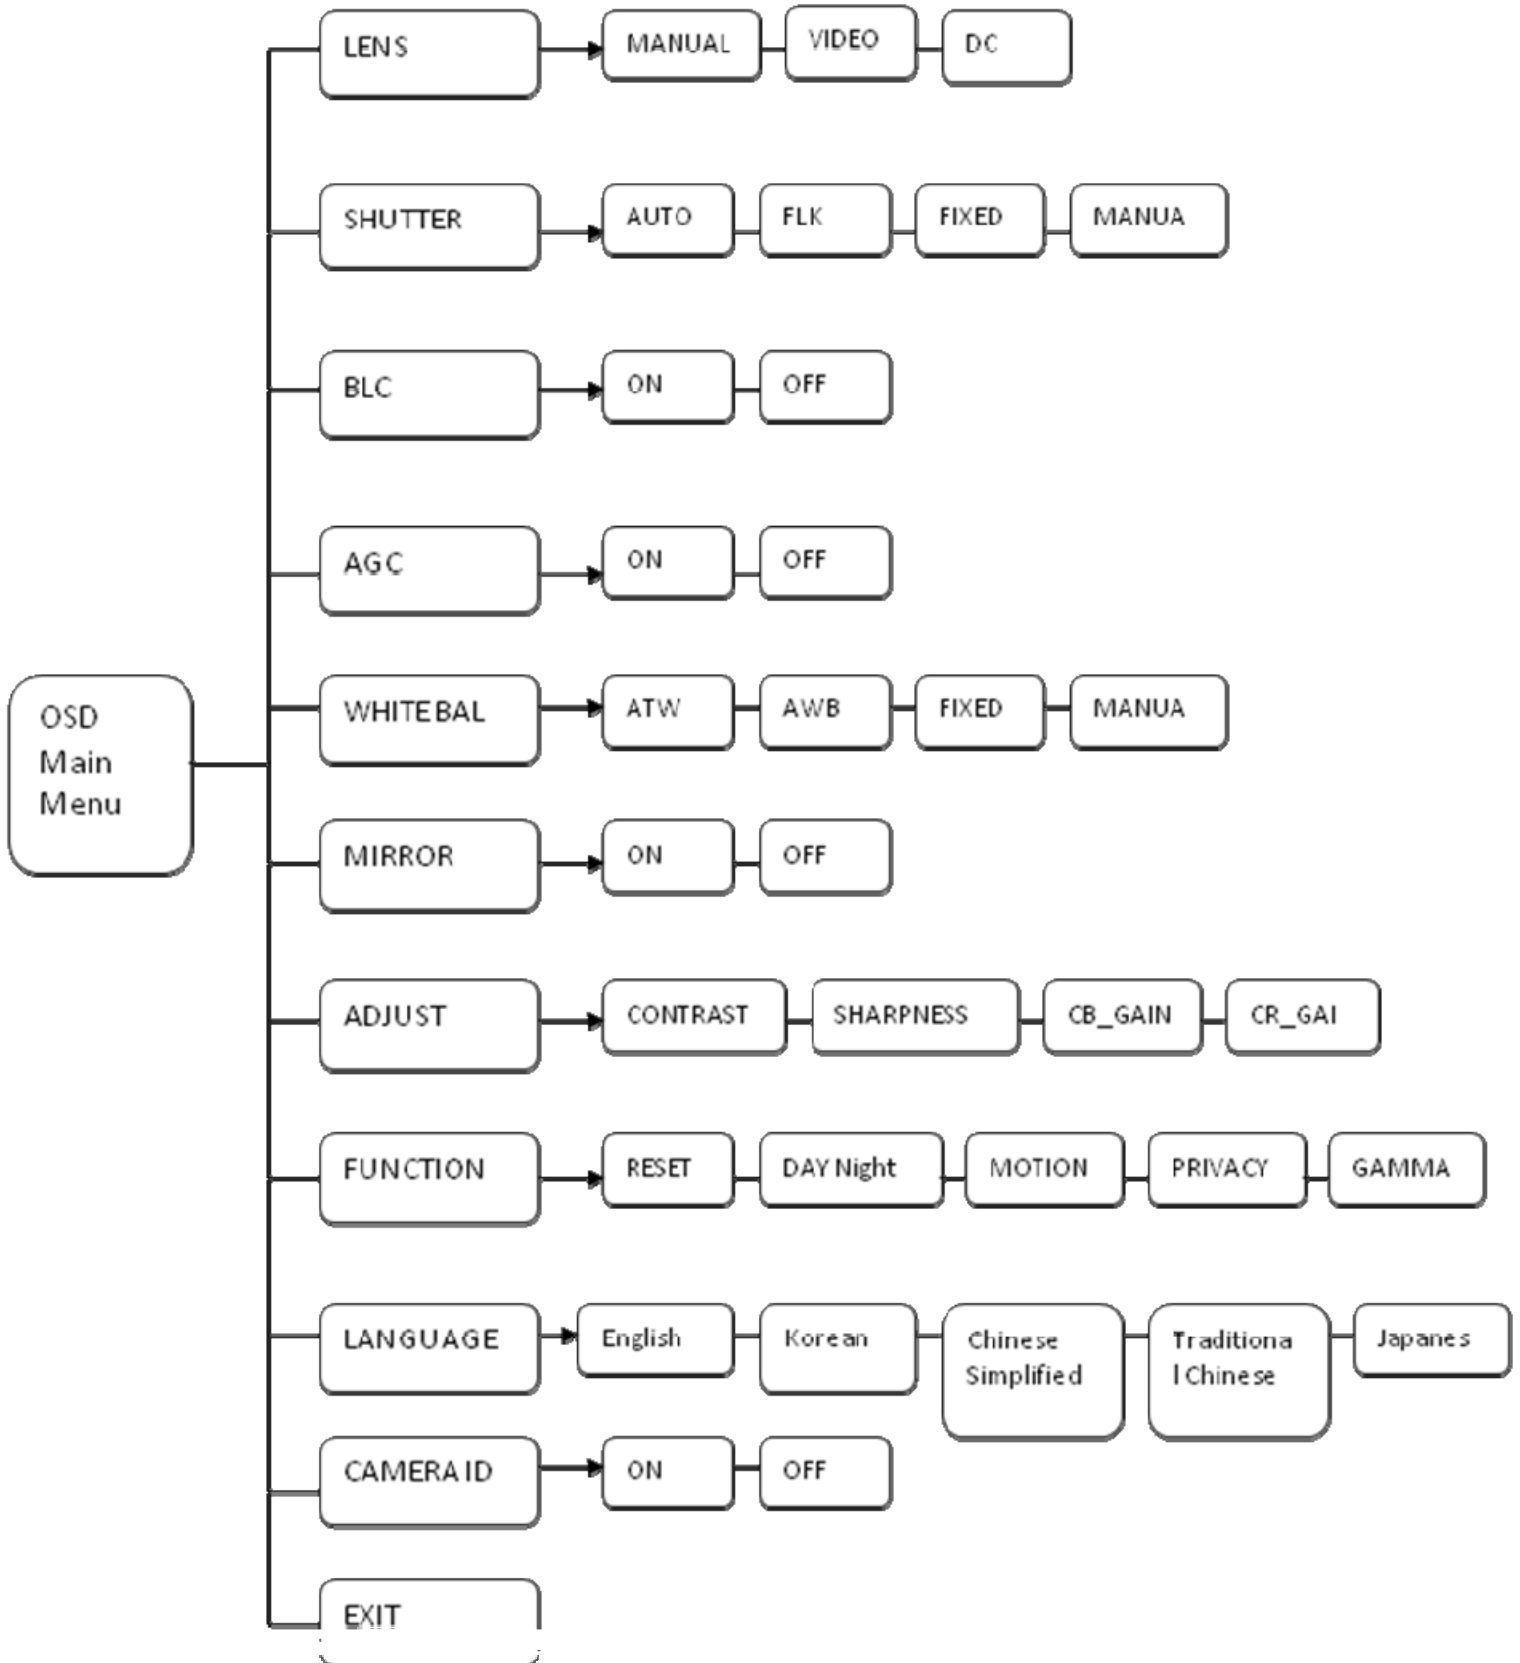 LENS
MANUAL
VIDEO
DC
SHUTTER
AUTO
FLK
FIXED
MANUA
BLC
ON
OFF
AGC
ON
OFF
OSD
Main
Menu
WHITEBAL
ATW
AWB
FIXED
MANUA
MIRROR
ON
OFF
ADJUST
CONTRAST
SHARPNESS
CB_GAIN
CR_GAI
FUNCTION
RESET
DAY Night
MOTION
PRIVACY
GAMMA
LANGUAGE
English
Korean
Chinese
Simplified
Traditiona
l Chinese
Japanes
CAMERA ID
ON
OFF
EXIT